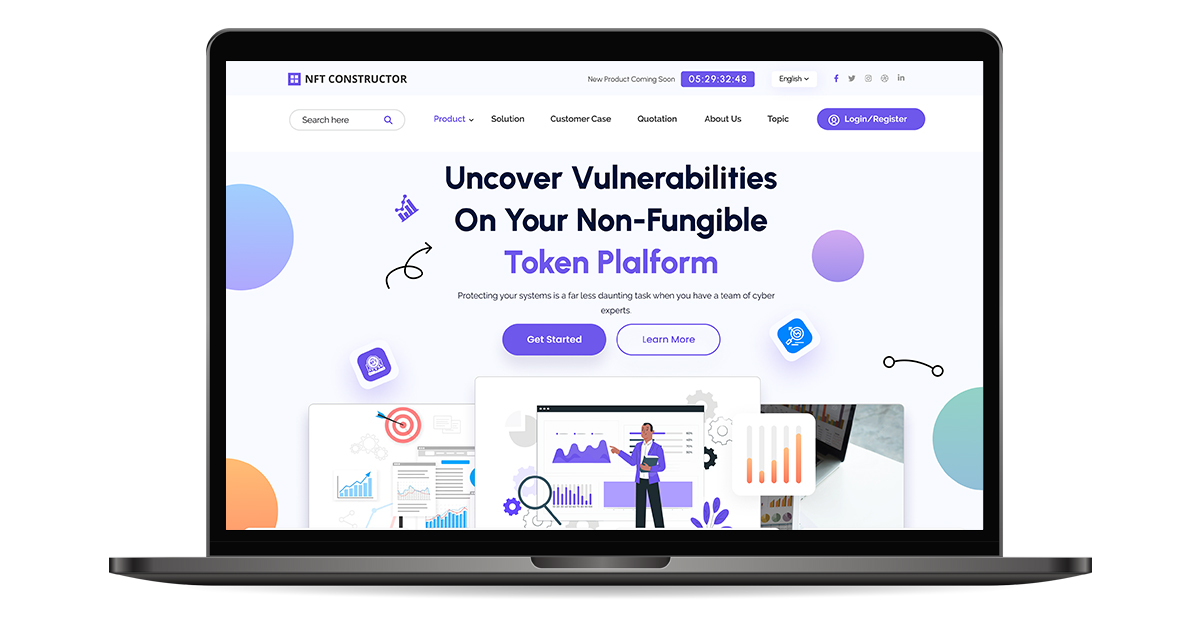 NFT CONSTRUCTOR
New Product Coming Soon
05:29:32:48
English
Search here
Product
Solution
Customer Case
Quotation
About Us
Topic
Login/Register
Uncover Vulnerabilities
On Your Non-Fungible
Token Plalform
Protecting your systems is a far less daunting task when you have a team of cyber
experts.
Get Started
Learn More